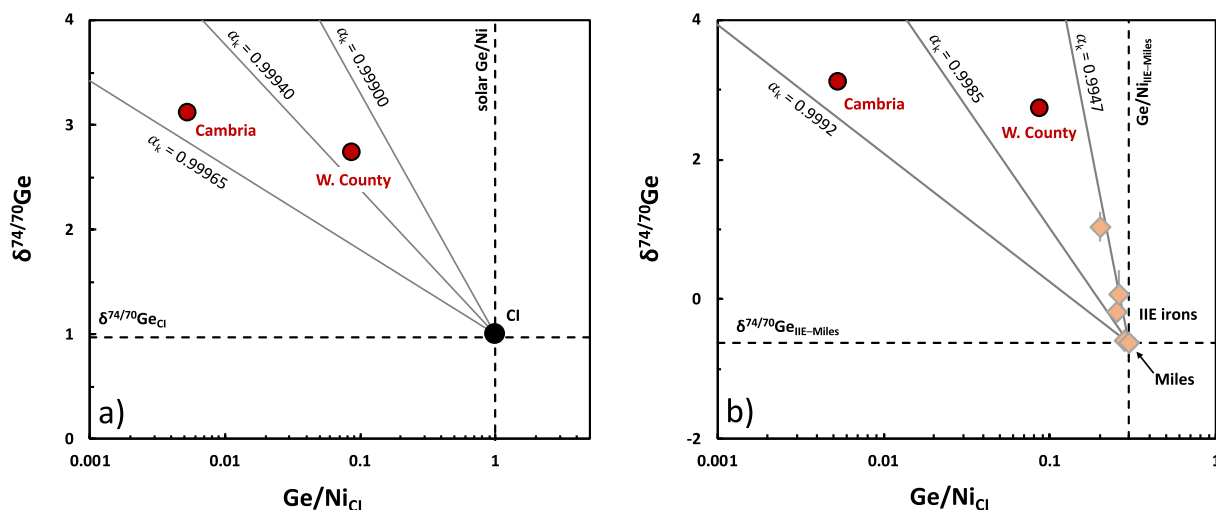 4
3
2
1
0
δ74/70Ge
αk = 0.99900
αk = 0.99940
αk = 0.99965
solar Ge/Ni
Cambria
W. County
CI
δ74/70GeCI
a)
0.001
0.01
0.1
1
Ge/NiCI
4
2
0
-2
δ74/70Ge
αk = 0.9947
αk = 0.9985
αk = 0.9992
Ge/NiIIE–Miles
Cambria
W. County
IIE irons
δ74/70GeIIE–Miles
Miles
b)
0.001
0.01
0.1
1
Ge/NiCI